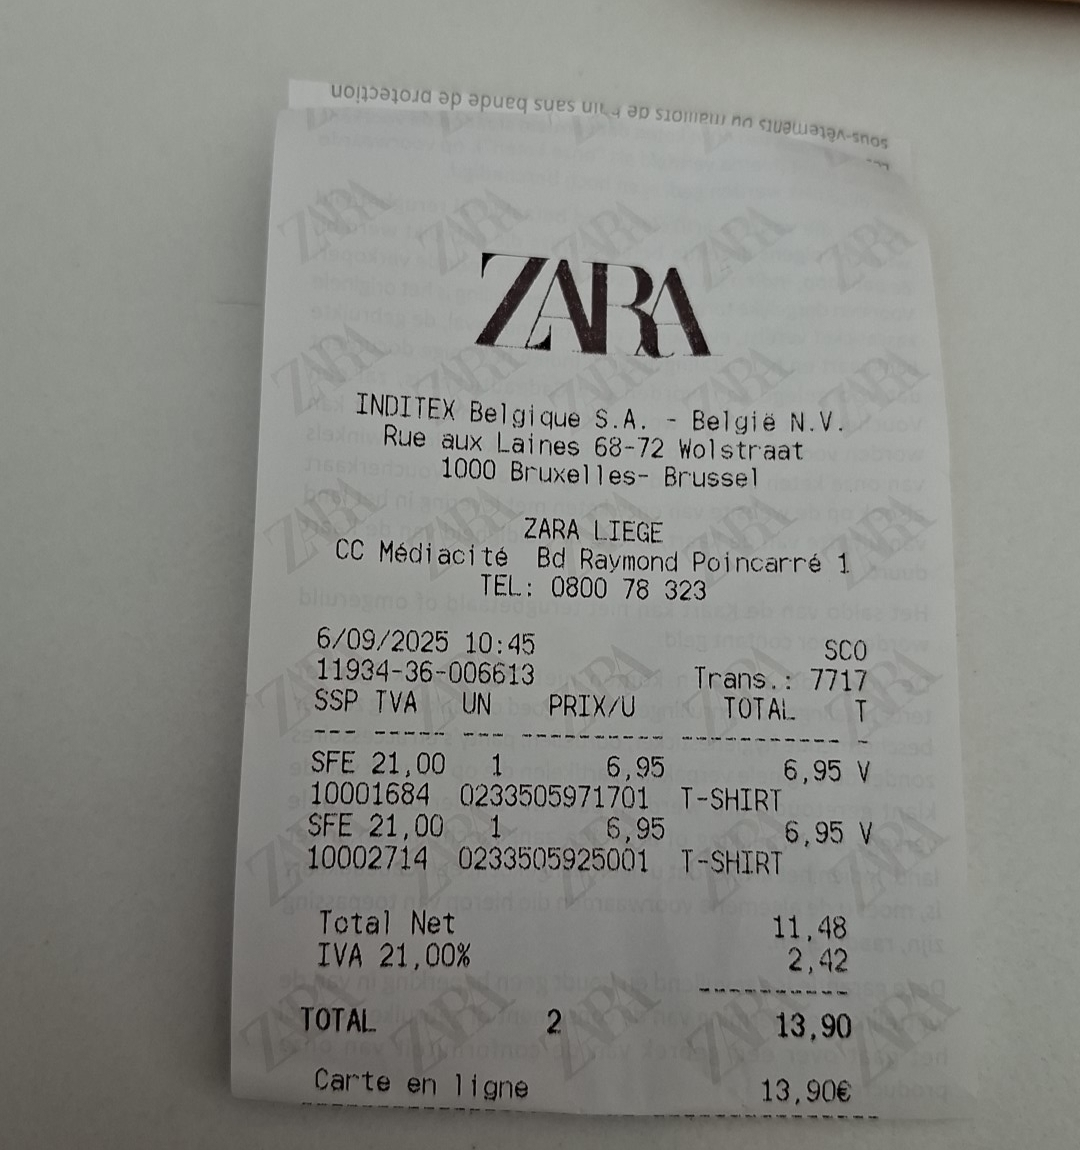 sous-vêtements ou maillots de bain sans bande de protection
ZARA
INDITEX Belgique S.A. - België N.V.
Rue aux Laines 68-72 Wolstraat
1000 Bruxelles- Brussel
ZARA LIEGE
CC Médiacité Bd Raymond Poincarré 1
TEL: 0800 78 323
6/09/2025 10:45 SCO
11934-36-006613 Trans.: 7717
SSP TVA UN PRIX/U TOTAL T
SFE 21,00 1 6,95 6,95 V
10001684 0233505971701 T-SHIRT
SFE 21,00 1 6,95 6,95 V
10002714 0233505925001 T-SHIRT
Total Net 11,48
IVA 21,00% 2,42
TOTAL 2 13,90
Carte en ligne 13,90€